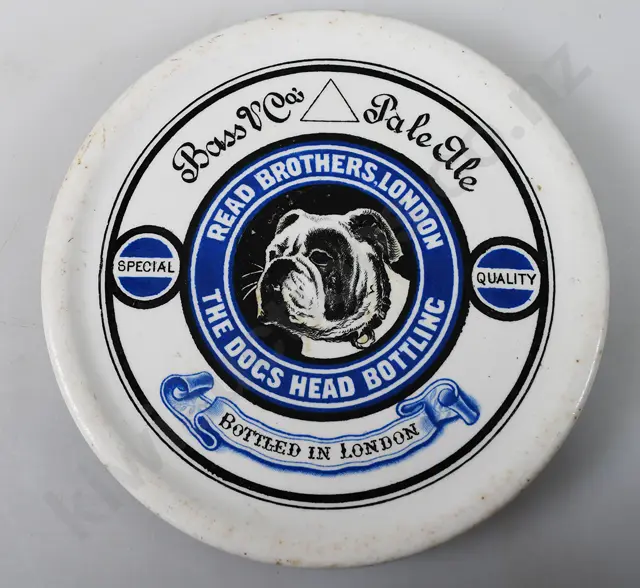 Bass & Co's Pale Ale
READ BROTHERS, LONDON
SPECIAL
QUALITY
THE DOGS HEAD BOTTLING
BOTTLED IN LONDON